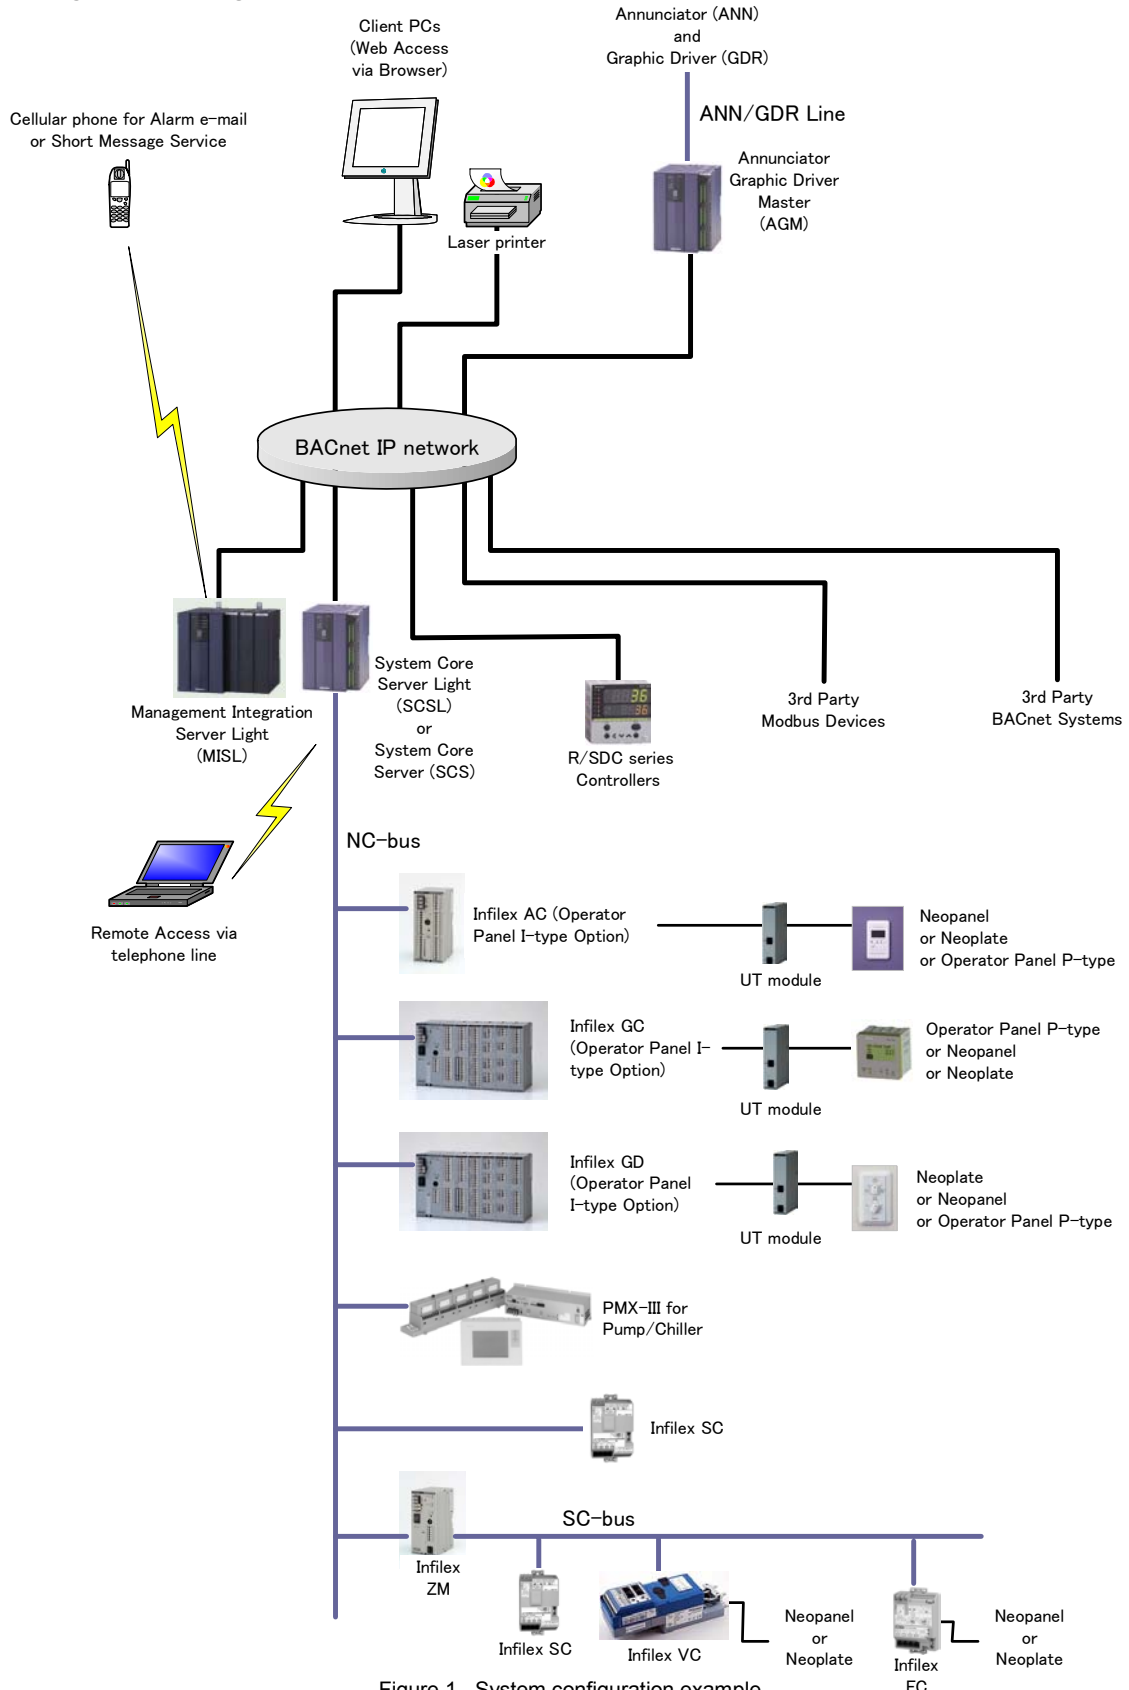 Client PCs
(Web Access
via Browser)
Annunciator (ANN)
and
Graphic Driver (GDR)
ANN/GDR Line
Cellular phone for Alarm e-mail
or Short Message Service
Annunciator
Graphic Driver
Master
(AGM)
Laser printer
BACnet IP network
Management Integration
Server Light
(MISL)
System Core
Server Light
(SCSL)
or
System Core
Server (SCS)
R/SDC series
Controllers
3rd Party
Modbus Devices
3rd Party
BACnet Systems
NC-bus
Remote Access via
telephone line
Infilex AC (Operator
Panel I-type Option)
UT module
Neopanel
or Neoplate
or Operator Panel P-type
Infilex GC
(Operator Panel I-
type Option)
UT module
Operator Panel P-type
or Neopanel
or Neoplate
Infilex GD
(Operator Panel
I-type Option)
UT module
Neoplate
or Neopanel
or Operator Panel P-type
PMX-III for
Pump/Chiller
Infilex SC
SC-bus
Infilex
ZM
Infilex SC
Infilex VC
Neopanel
or
Neoplate
Infilex
FC
Neopanel
or
Neoplate
Figure 1. System configuration example